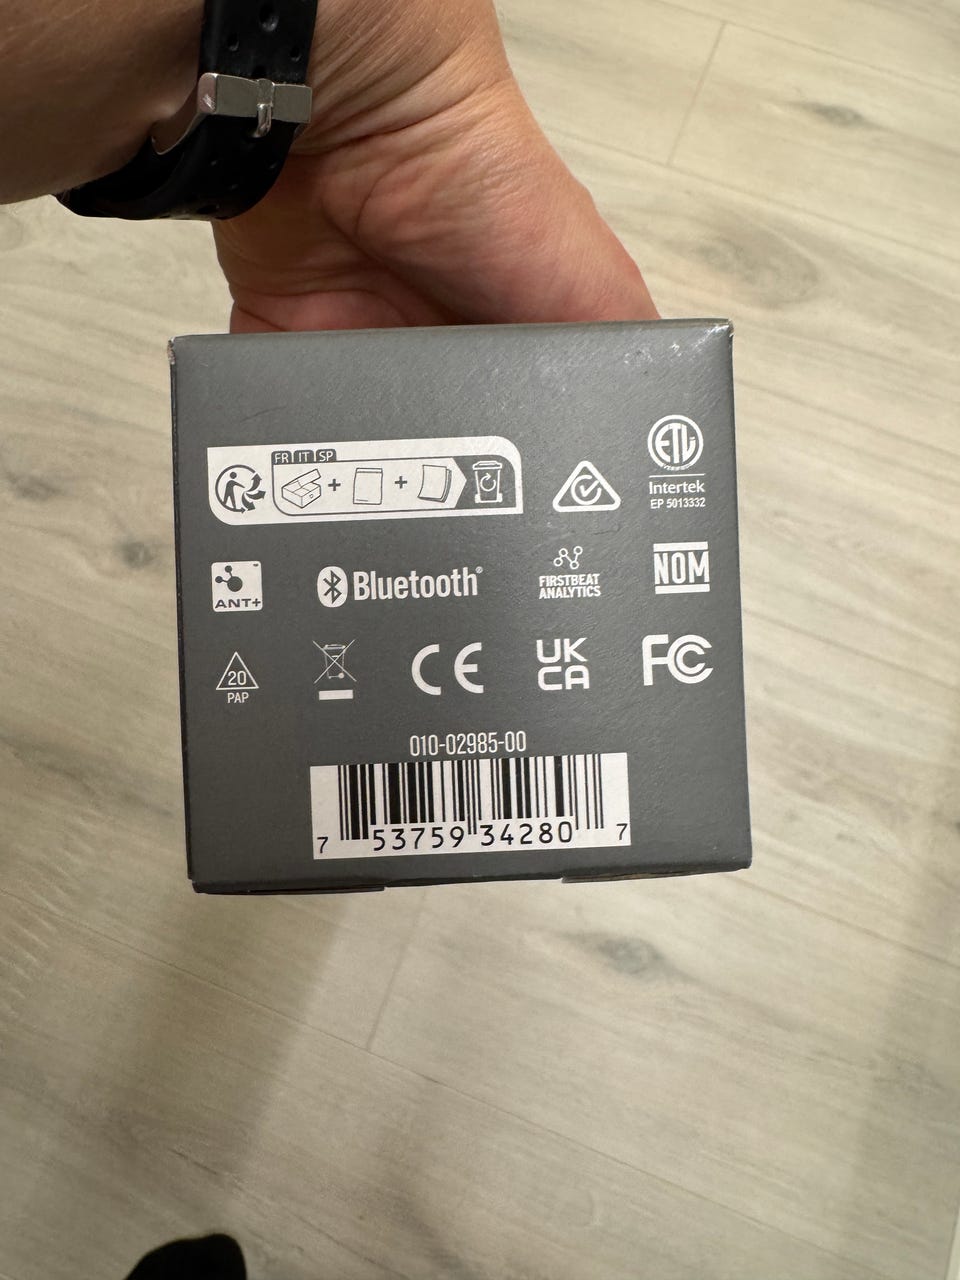 FR IT SP
ETL
Intertek
EP 5013332
ANT+
Bluetooth®
FIRSTBEAT
ANALYTICS
NOM
20
PAP
CE
UK
CA
FC
010-02985-00
7 53759 34280 7